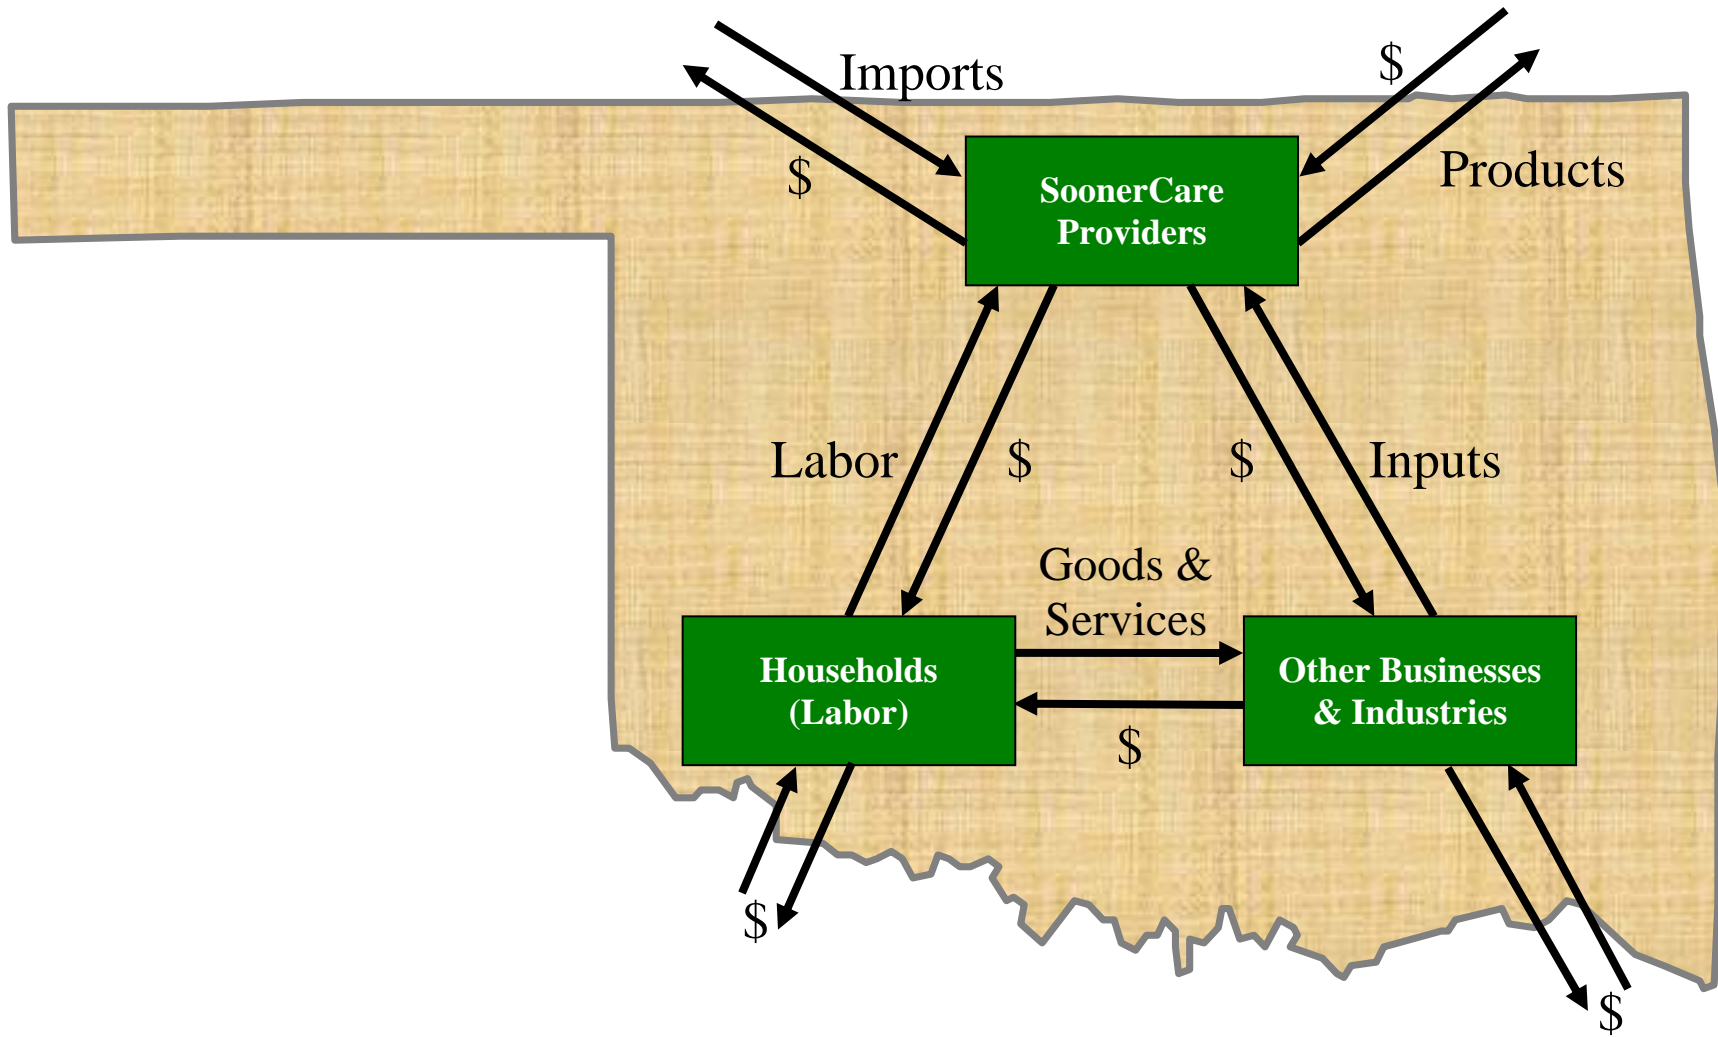 Imports
$
$
Products
SoonerCare
Providers
$
Labor
$
$
Inputs
Goods &
Services
Households
(Labor)
Other Businesses
& Industries
$
$
$